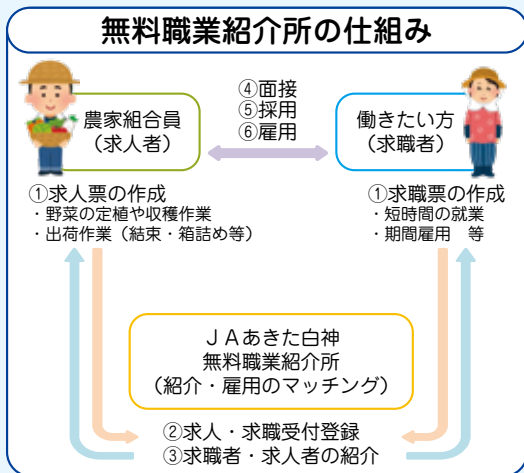 無料職業紹介所の仕組み
④面接
⑤採用
⑥雇用
農家組合員
（求人者）
働きたい方
（求職者）
①求人票の作成
・野菜の定植や収穫作業
・出荷作業（結束・箱詰め等）
①求職票の作成
・短時間の就業
・期間雇用　等
ＪＡあきた白神
無料職業紹介所
（紹介・雇用のマッチング）
②求人・求職受付登録
③求職者・求人者の紹介